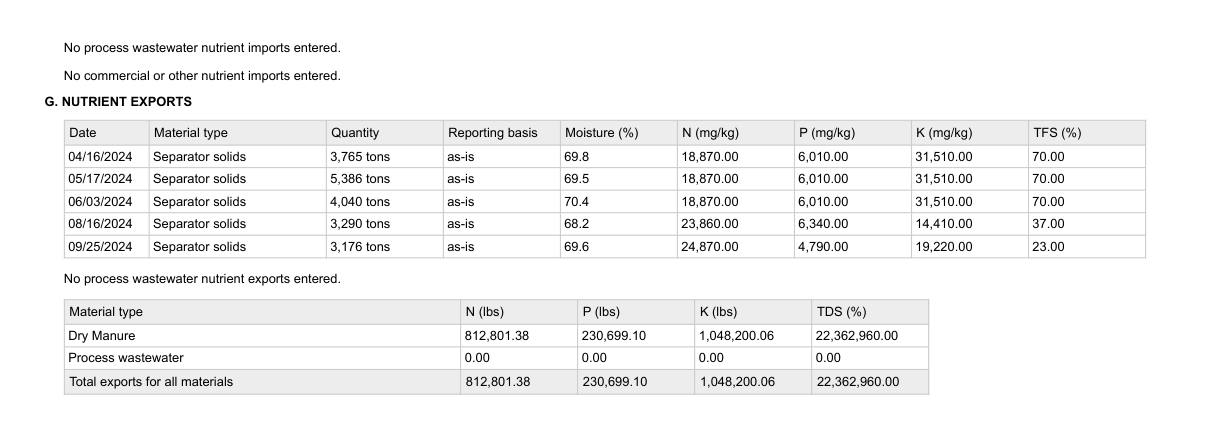 No process wastewater nutrient imports entered.
No commercial or other nutrient imports entered.
G. NUTRIENT EXPORTS
Date Material type Quantity Reporting basis Moisture (%) N (mg/kg) P (mg/kg) K (mg/kg) TFS (%)
04/16/2024 Separator solids 3,765 tons as-is 69.8 18,870.00 6,010.00 31,510.00 70.00
05/17/2024 Separator solids 5,386 tons as-is 69.5 18,870.00 6,010.00 31,510.00 70.00
06/03/2024 Separator solids 4,040 tons as-is 70.4 18,870.00 6,010.00 31,510.00 70.00
08/16/2024 Separator solids 3,290 tons as-is 68.2 23,860.00 6,340.00 14,410.00 37.00
09/25/2024 Separator solids 3,176 tons as-is 69.6 24,870.00 4,790.00 19,220.00 23.00
No process wastewater nutrient exports entered.
Material type N (lbs) P (lbs) K (lbs) TDS (%)
Dry Manure 812,801.38 230,699.10 1,048,200.06 22,362,960.00
Process wastewater 0.00 0.00 0.00 0.00
Total exports for all materials 812,801.38 230,699.10 1,048,200.06 22,362,960.00